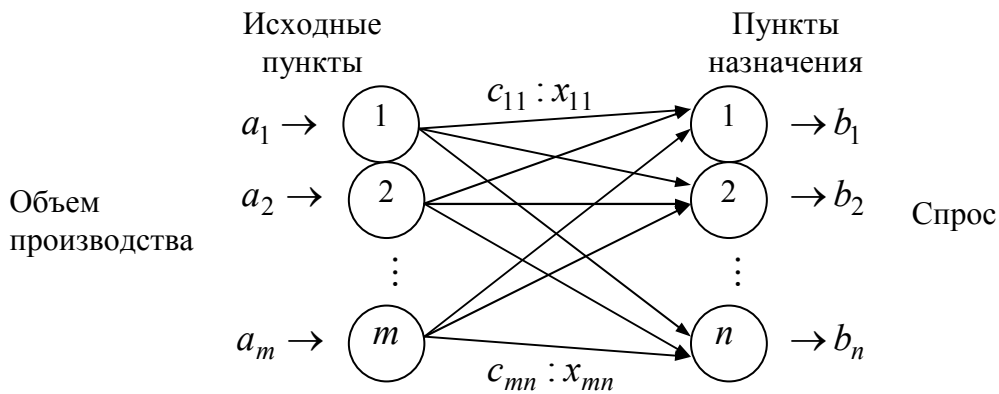 Исходные
пункты
Пункты
назначения
c₁₁ : x₁₁
a₁ → 1
1 → b₁
Объем
производства
a₂ → 2
2 → b₂
Спрос
⋮
⋮
aₘ → m
n → bₙ
cₘₙ : xₘₙ